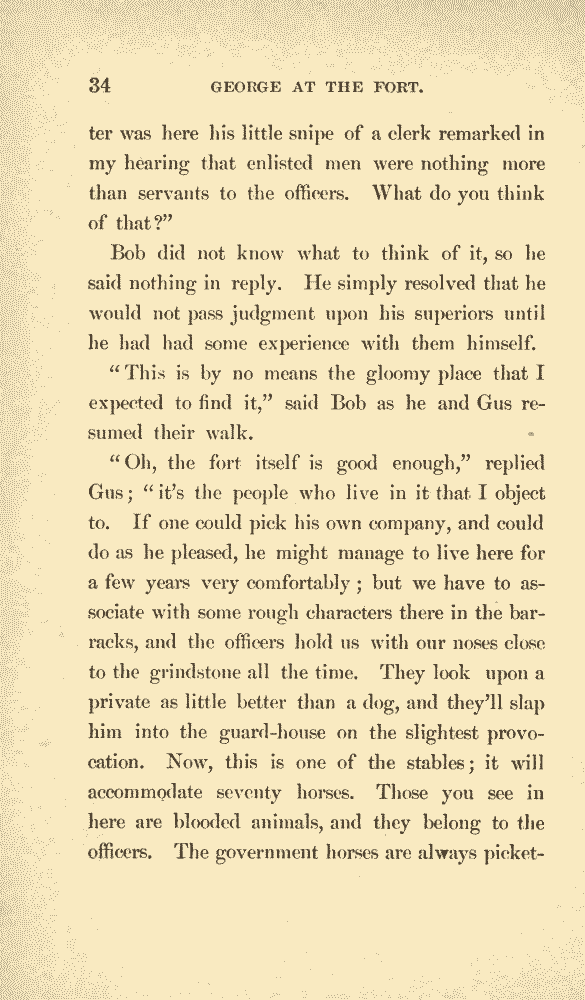 34 GEORGE AT THE FORT.
ter was here his little snipe of a clerk remarked in
my hearing that enlisted men were nothing more
than servants to the officers. What do you think
of that?”
Bob did not know what to think of it, so he
said nothing in reply. He simply resolved that he
would not pass judgment upon his superiors until
he had had some experience with them himself.
“This is by no means the gloomy place that I
expected to find it,” said Bob as he and Gus re-
sumed their walk.
“Oh, the fort itself is good enough,” replied
Gus; “it’s the people who live in it that I object
to. If one could pick his own company, and could
do as he pleased, he might manage to live here for
a few years very comfortably; but we have to as-
sociate with some rough characters there in the bar-
racks, and the officers hold us with our noses close
to the grindstone all the time. They look upon a
private as little better than a dog, and they’ll slap
him into the guard-house on the slightest provo-
cation. Now, this is one of the stables; it will
accommodate seventy horses. Those you see in
here are blooded animals, and they belong to the
officers. The government horses are always picket-